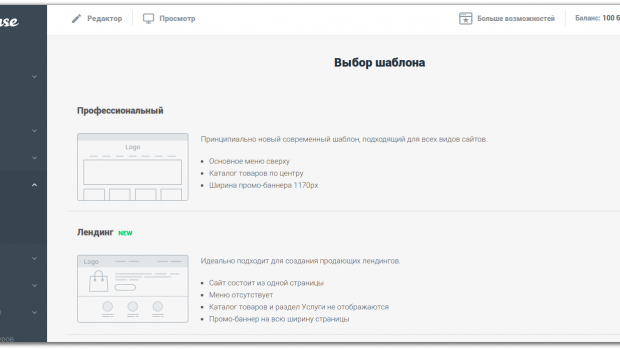 Редактор Просмотр Больше возможностей Баланс: 100
Выбор шаблона
Профессиональный
Logo
Принципиально новый современный шаблон, подходящий для всех видов сайтов.
Основное меню сверху
Каталог товаров по центру
Ширина промо-баннера 1170px
Лендинг NEW
Logo
Идеально подходит для создания продающих лендингов.
Сайт состоит из одной страницы
Меню отсутствует
Каталог товаров и раздел Услуги не отображаются
Промо-баннер на всю ширину страницы